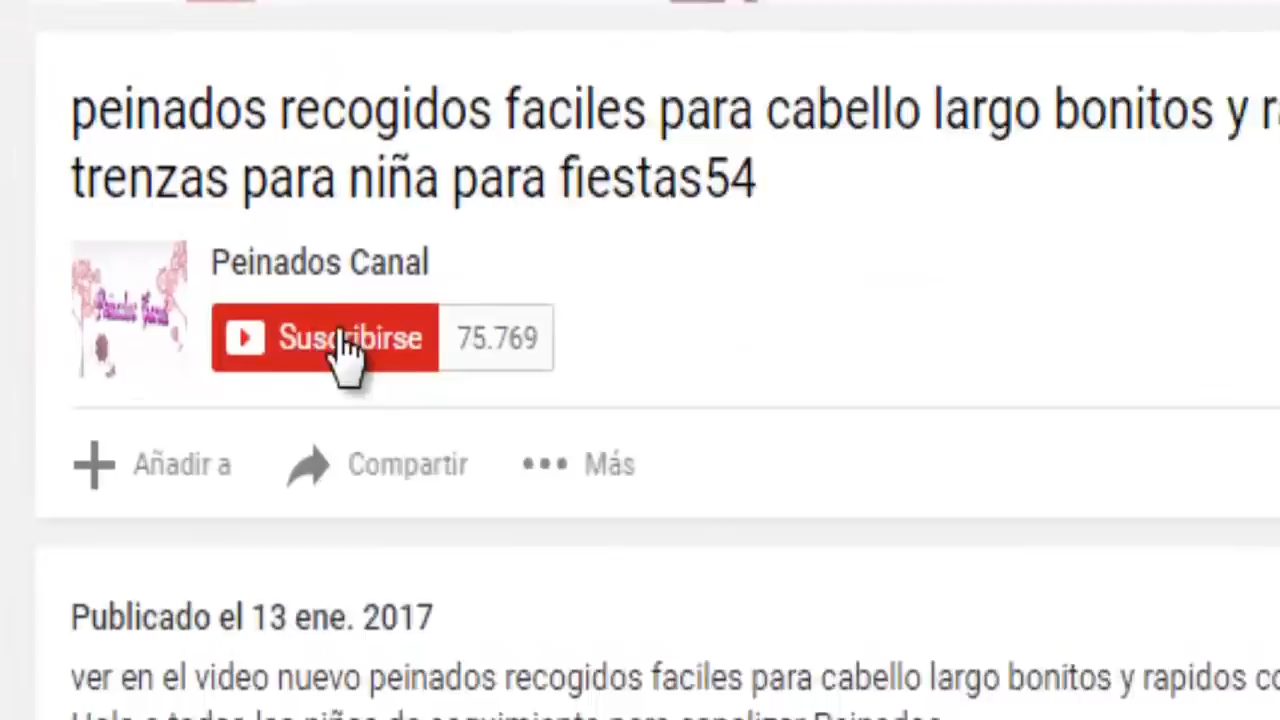 peinados recogidos faciles para cabello largo bonitos y
trenzas para niña para fiestas54
Peinados Canal
Suscribirse 75.769
Añadir a Compartir Más
Publicado el 13 ene. 2017
ver en el video nuevo peinados recogidos faciles para cabello largo bonitos y rapidos